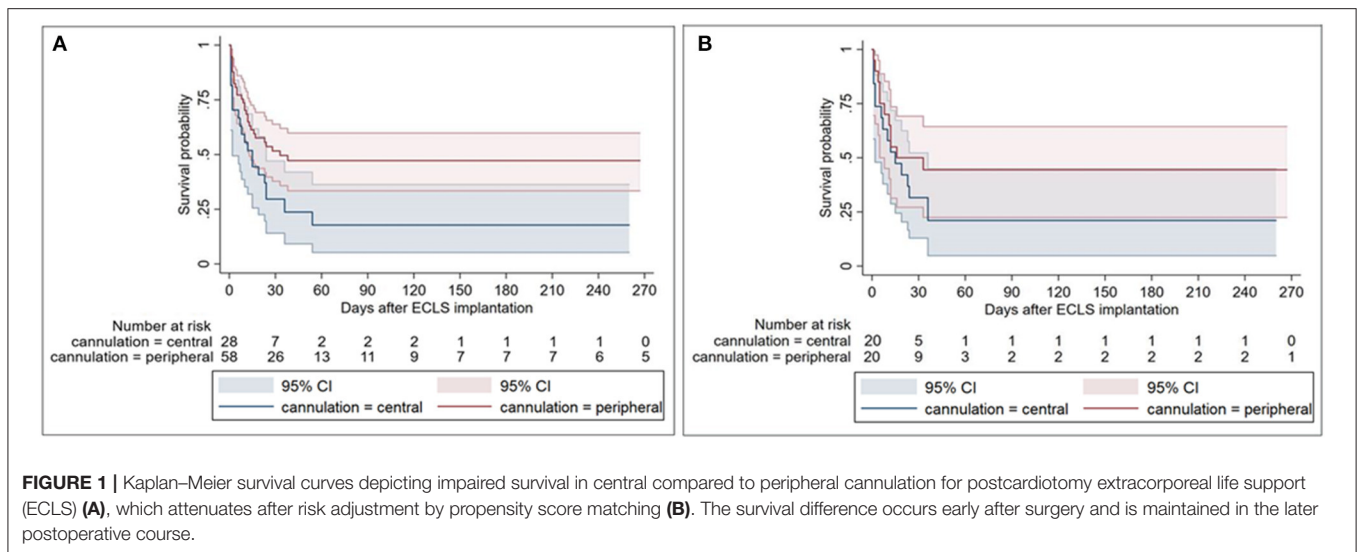 A
Survival probability
1
.75
.5
.25
0
0 30 60 90 120 150 180 210 240 270
Days after ECLS implantation
Number at risk
cannulation = central 28 7 2 2 2 1 1 1 1 0
cannulation = peripheral 58 26 13 11 9 7 7 7 6 5
95% CI 95% CI
cannulation = central cannulation = peripheral
B
Survival probability
1
.75
.5
.25
0
0 30 60 90 120 150 180 210 240 270
Days after ECLS implantation
Number at risk
cannulation = central 20 5 1 1 1 1 1 1 1 0
cannulation = peripheral 20 9 3 2 2 2 2 2 2 1
95% CI 95% CI
cannulation = central cannulation = peripheral
FIGURE 1 | Kaplan–Meier survival curves depicting impaired survival in central compared to peripheral cannulation for postcardiotomy extracorporeal life support
(ECLS) (A), which attenuates after risk adjustment by propensity score matching (B). The survival difference occurs early after surgery and is maintained in the later
postoperative course.